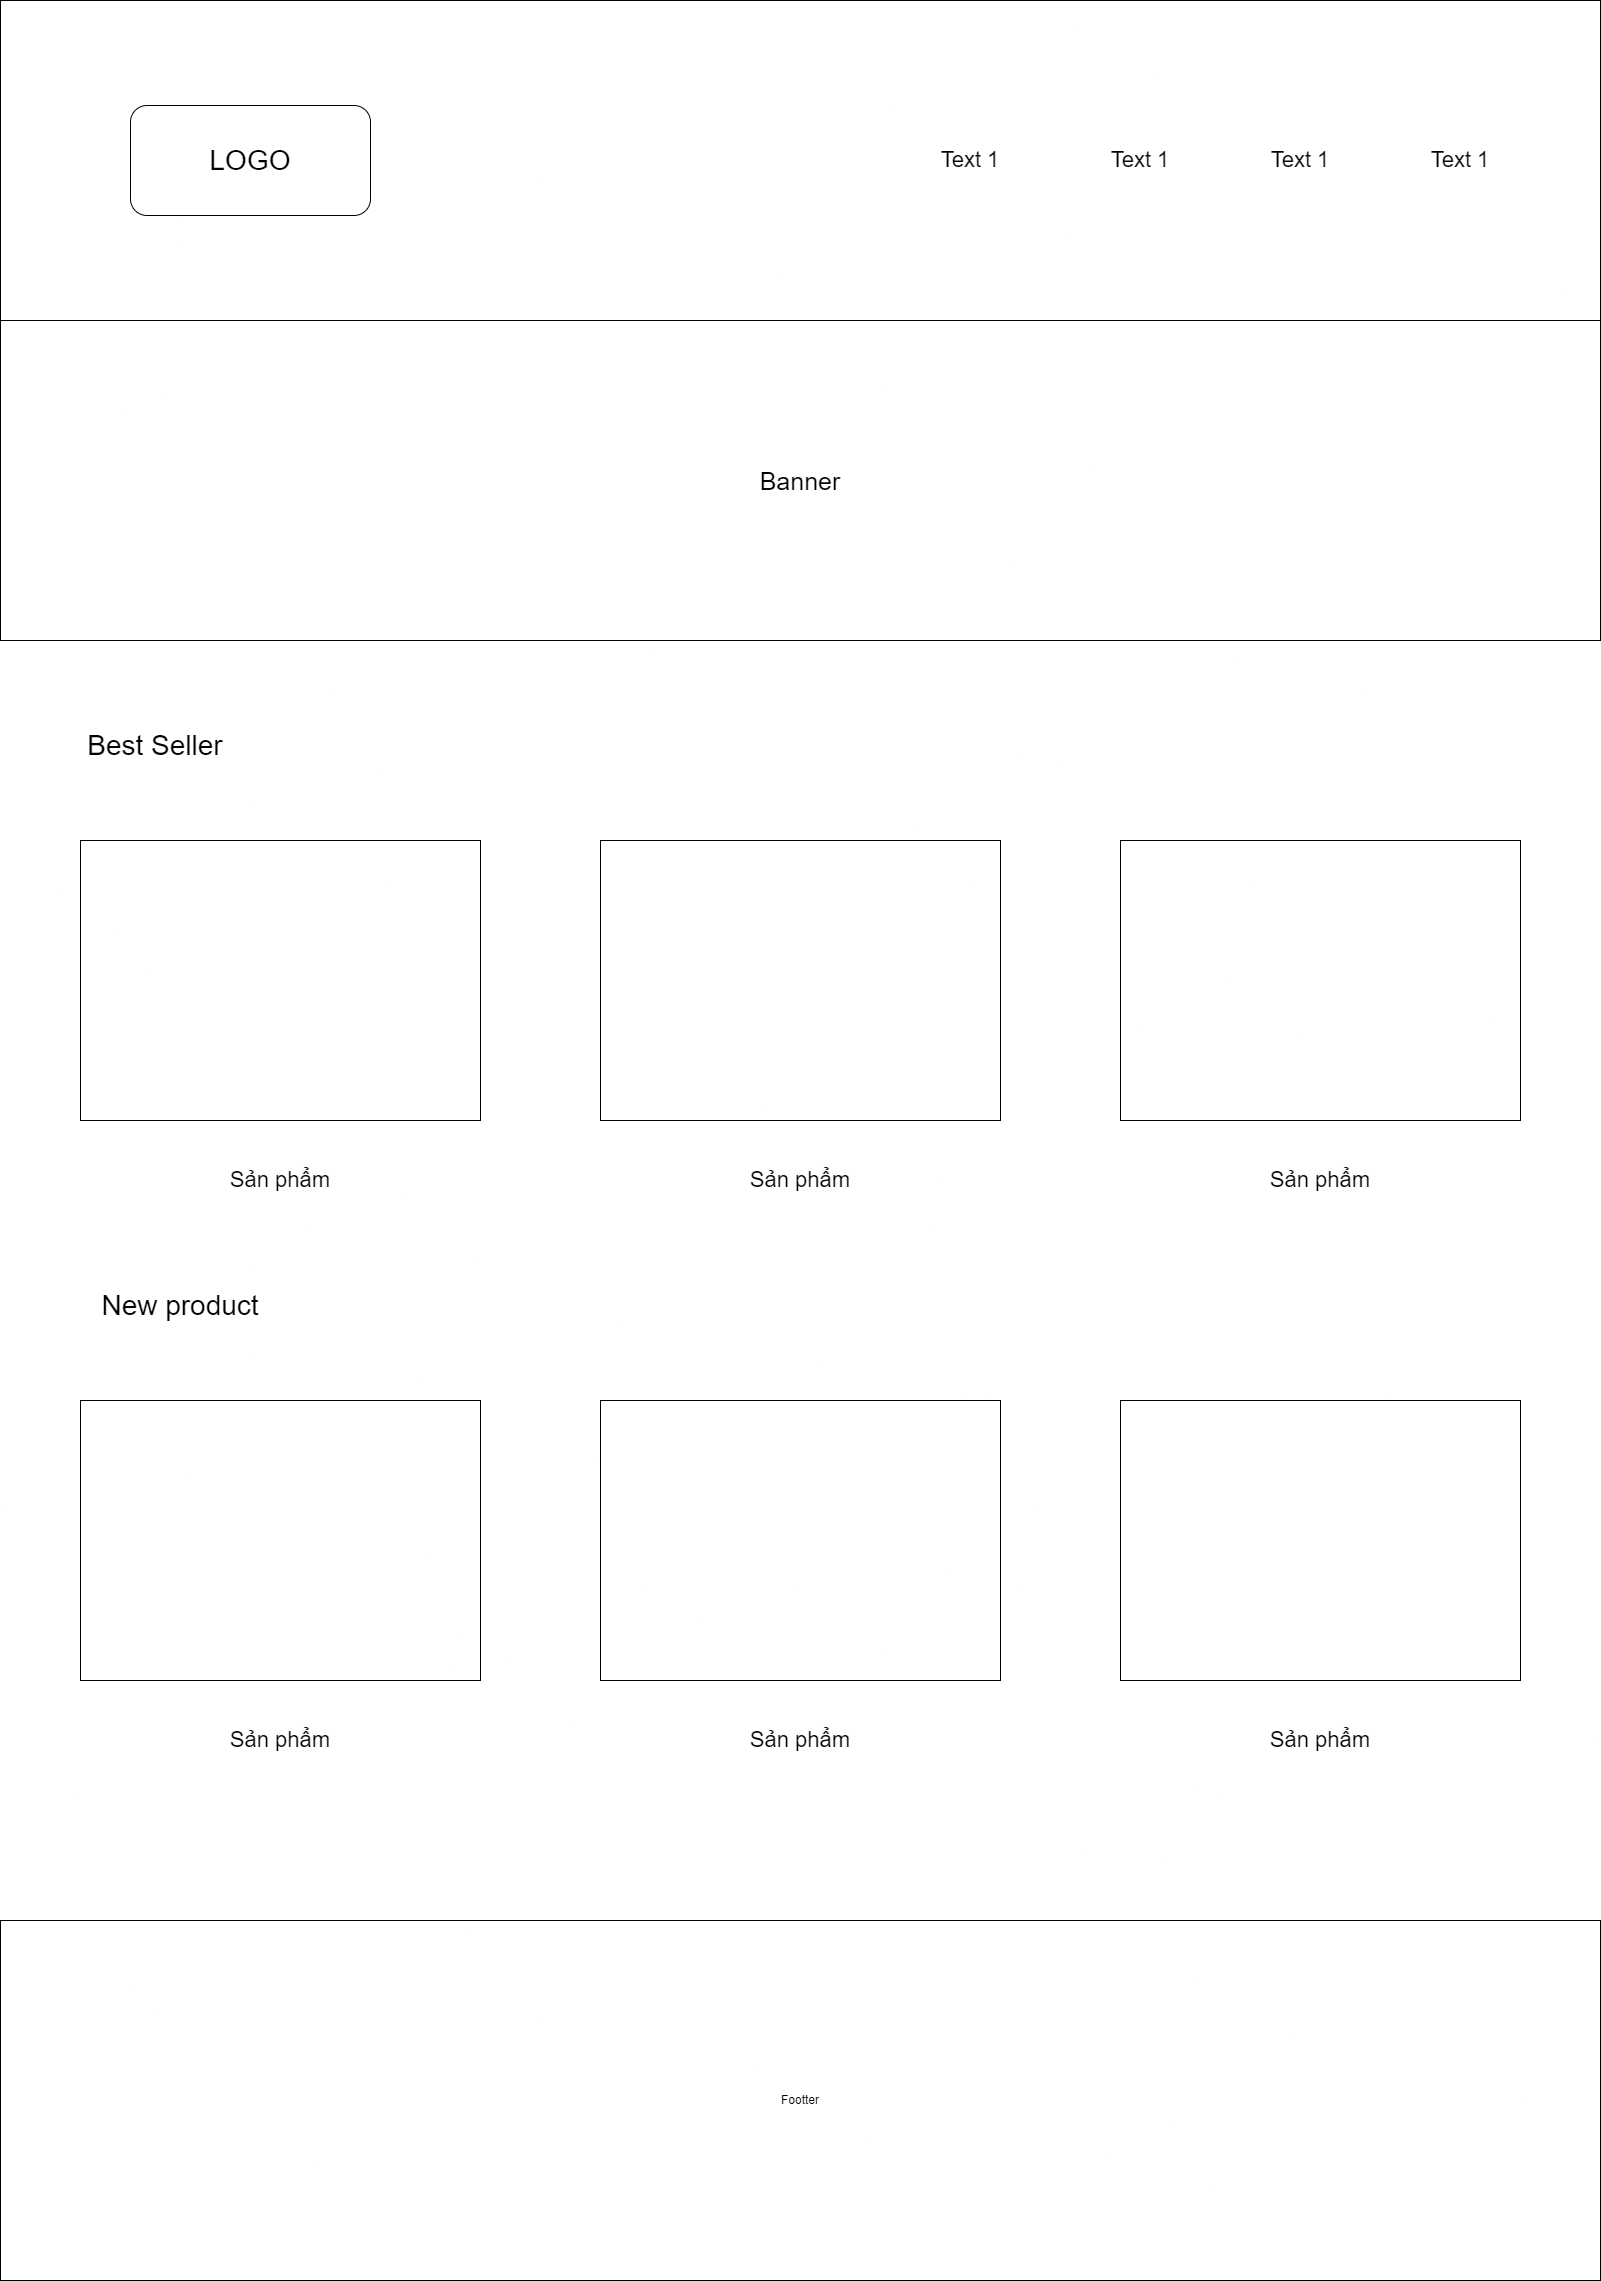 LOGO
Text 1
Text 1
Text 1
Text 1
Banner
Best Seller
Sản phẩm
Sản phẩm
Sản phẩm
New product
Sản phẩm
Sản phẩm
Sản phẩm
Footter